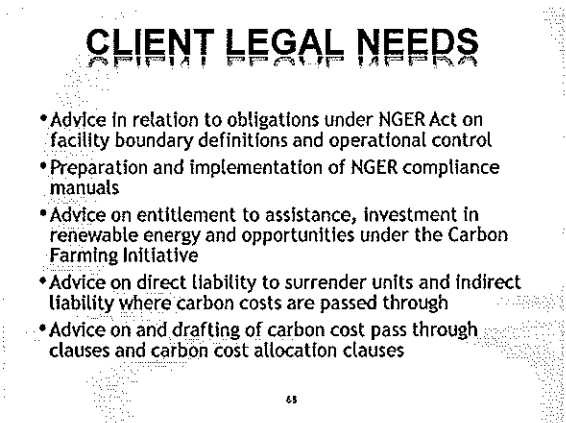 CLIENT LEGAL NEEDS
•Advice in relation to obligations under NGER Act on
facility boundary definitions and operational control
•Preparation and implementation of NGER compliance
manuals
•Advice on entitlement to assistance, investment in
renewable energy and opportunities under the Carbon
Farming Initiative
•Advice on direct liability to surrender units and indirect
liability where carbon costs are passed through
•Advice on and drafting of carbon cost pass through
clauses and carbon cost allocation clauses